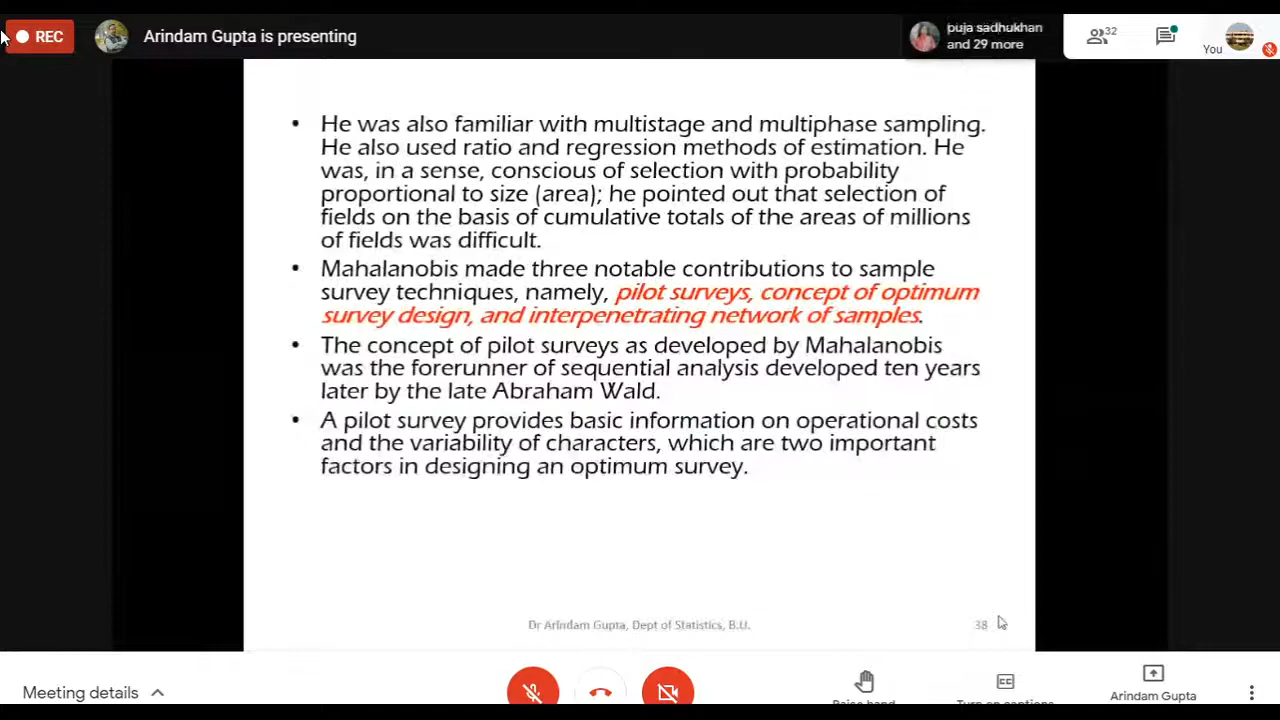 REC
Arindam Gupta is presenting
puja sadhukhan
and 29 more
32
You
• He was also familiar with multistage and multiphase sampling.
He also used ratio and regression methods of estimation. He
was, in a sense, conscious of selection with probability
proportional to size (area); he pointed out that selection of
fields on the basis of cumulative totals of the areas of millions
of fields was difficult.
• Mahalanobis made three notable contributions to sample
survey techniques, namely, pilot surveys, concept of optimum
survey design, and interpenetrating network of samples.
• The concept of pilot surveys as developed by Mahalanobis
was the forerunner of sequential analysis developed ten years
later by the late Abraham Wald.
• A pilot survey provides basic information on operational costs
and the variability of characters, which are two important
factors in designing an optimum survey.
Dr Arindam Gupta, Dept of Statistics, B.U.
38
Meeting details
CC
Raise hand
Turn on captions
Arindam Gupta